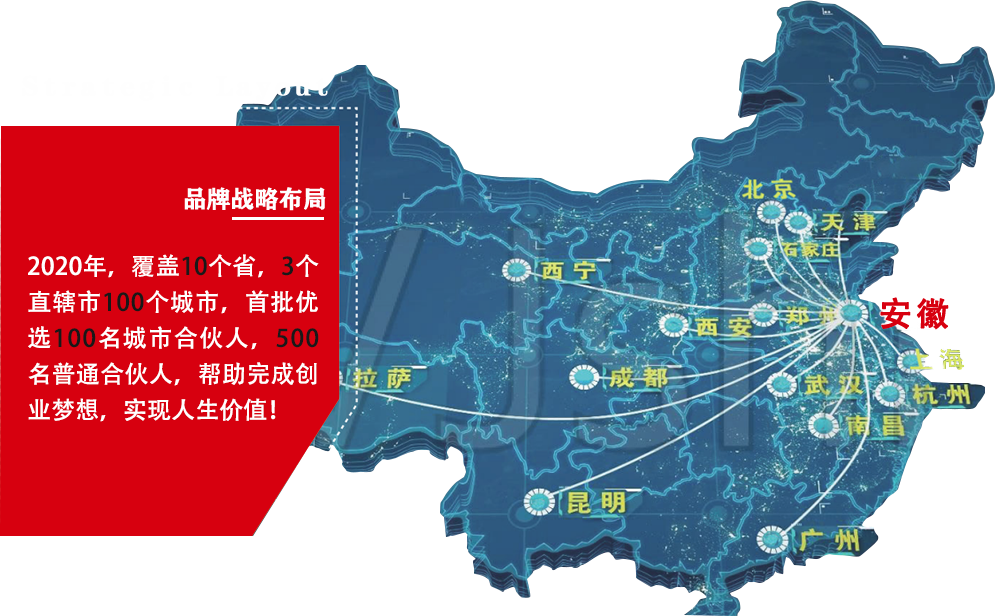 品牌战略布局
2020年，覆盖10个省，3个
直辖市100个城市，首批优
选100名城市合伙人，500
名普通合伙人，帮助完成创
业梦想，实现人生价值！
北京
天津
石家庄
西宁
安徽
西安
郑州
上海
拉萨
成都
武汉
杭州
南昌
昆明
广州